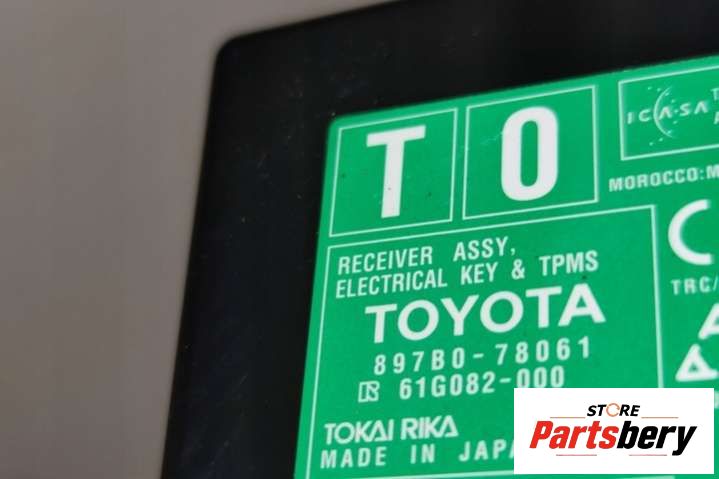 T 0
ICASA
MOROCCO:M
RECEIVER ASSY,
ELECTRICAL KEY & TPMS
TOYOTA
TRC/
897B0-78061
61G082-000
TOKAI RIKA
MADE IN JAPA
STORE
Partsbery